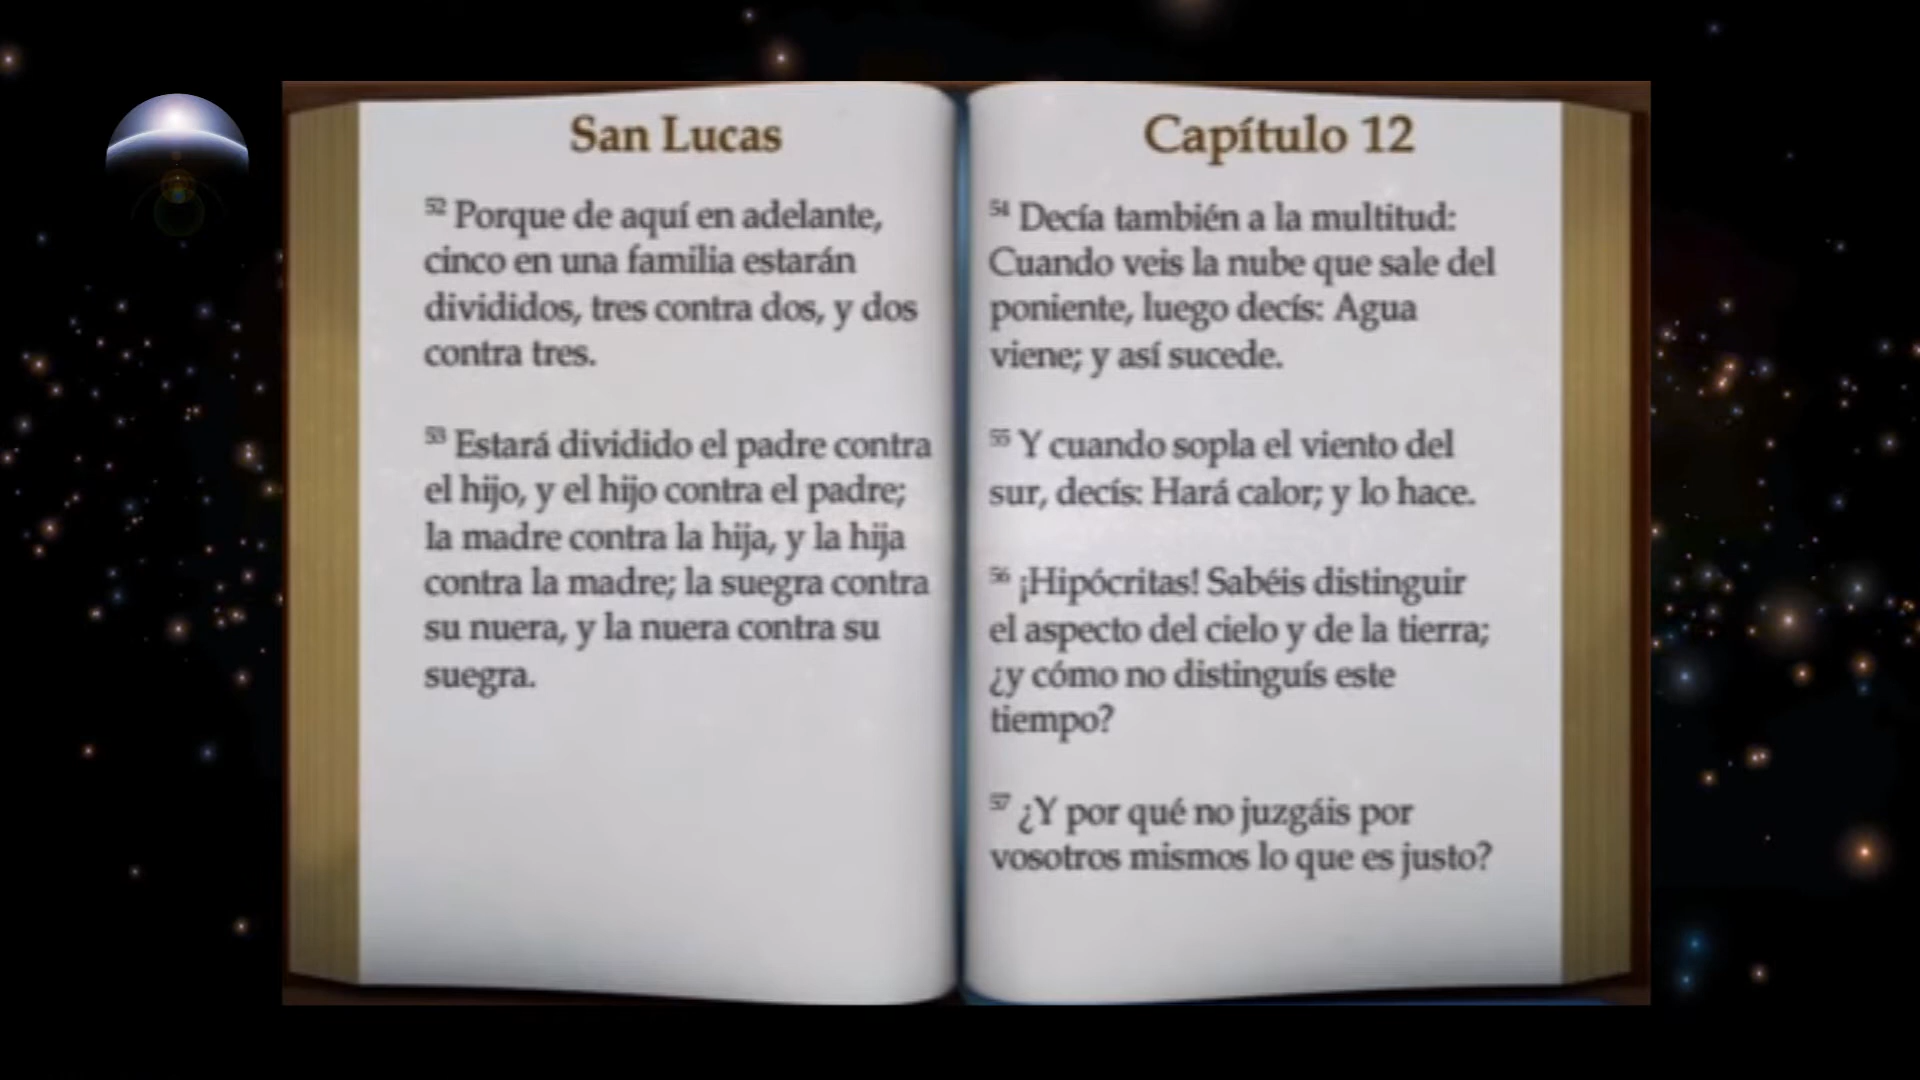 San Lucas
52 Porque de aquí en adelante,
cinco en una familia estarán
divididos, tres contra dos, y dos
contra tres.
53 Estará dividido el padre contra
el hijo, y el hijo contra el padre;
la madre contra la hija, y la hija
contra la madre; la suegra contra
su nuera, y la nuera contra su
suegra.
Capítulo 12
54 Decía también a la multitud:
Cuando veis la nube que sale del
poniente, luego decís: Agua
viene; y así sucede.
55 Y cuando sopla el viento del
sur, decís: Hará calor; y lo hace.
56 ¡Hipócritas! Sabéis distinguir
el aspecto del cielo y de la tierra;
¿y cómo no distinguís este
tiempo?
57 ¿Y por qué no juzgáis por
vosotros mismos lo que es justo?